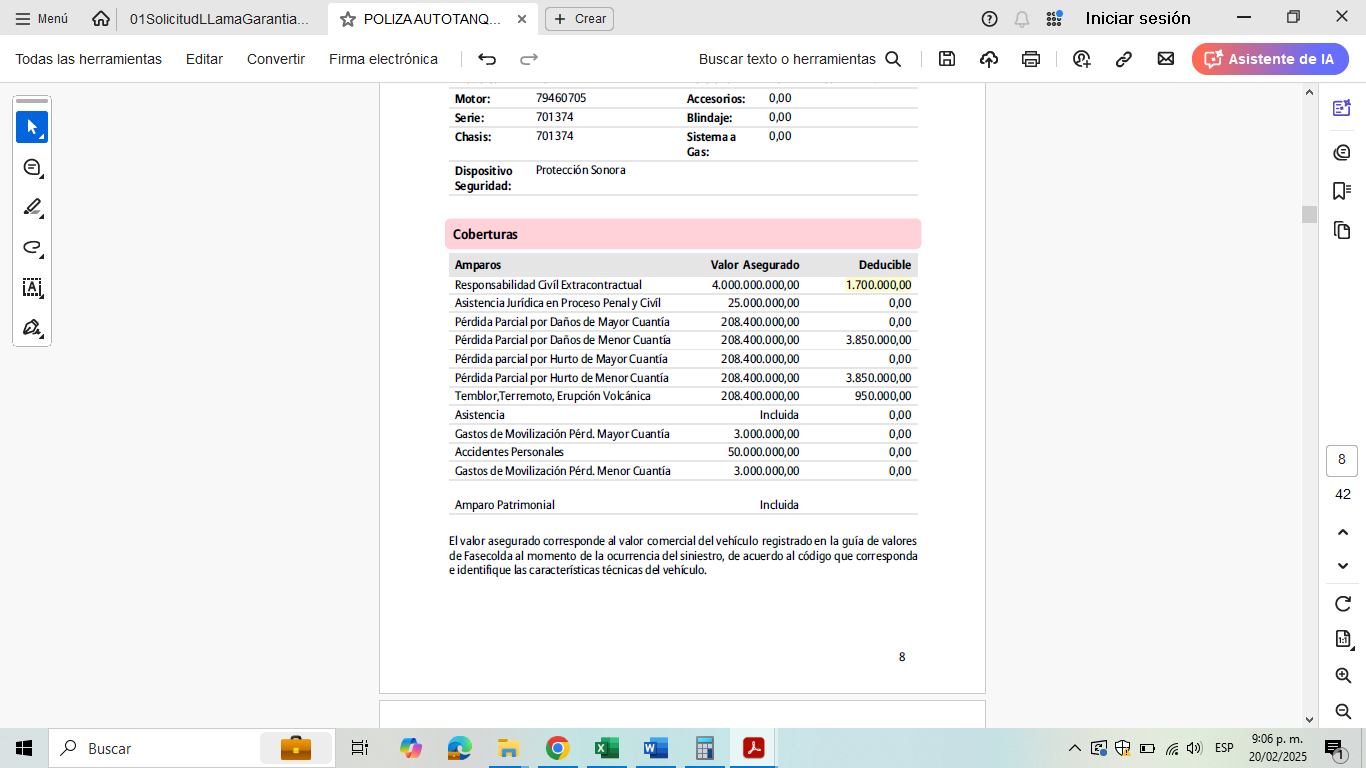 Menú
01SolicitudLLamaGarantia...
POLIZA AUTOTANQ...
Crear
Iniciar sesión
Todas las herramientas
Editar
Convertir
Firma electrónica
Buscar texto o herramientas
Asistente de IA
Motor: 79460705 Accesorios: 0,00
Serie: 701374 Blindaje: 0,00
Chasis: 701374 Sistema a Gas: 0,00
Dispositivo Seguridad: Protección Sonora
Coberturas
Amparos Valor Asegurado Deducible
Responsabilidad Civíl Extracontractual 4.000.000.000,00 1.700.000,00
Asistencia Jurídica en Proceso Penal y Civíl 25.000.000,00 0,00
Pérdida Parcial por Daños de Mayor Cuantía 208.400.000,00 0,00
Pérdida Parcial por Daños de Menor Cuantía 208.400.000,00 3.850.000,00
Pérdida parcial por Hurto de Mayor Cuantía 208.400.000,00 0,00
Pérdida Parcial por Hurto de Menor Cuantía 208.400.000,00 3.850.000,00
Temblor,Terremoto, Erupción Volcánica 208.400.000,00 950.000,00
Asistencia Incluida 0,00
Gastos de Movilización Pérd. Mayor Cuantía 3.000.000,00 0,00
Accidentes Personales 50.000.000,00 0,00
Gastos de Movilización Pérd. Menor Cuantía 3.000.000,00 0,00
Amparo Patrimonial Incluida
El valor asegurado corresponde al valor comercial del vehículo registrado en la guía de valores
de Fasecolda al momento de la ocurrencia del siniestro, de acuerdo al código que corresponda
e identifique las características técnicas del vehículo.
8
8
42
1:1
Buscar
ESP
9:06 p. m.
20/02/2025
1